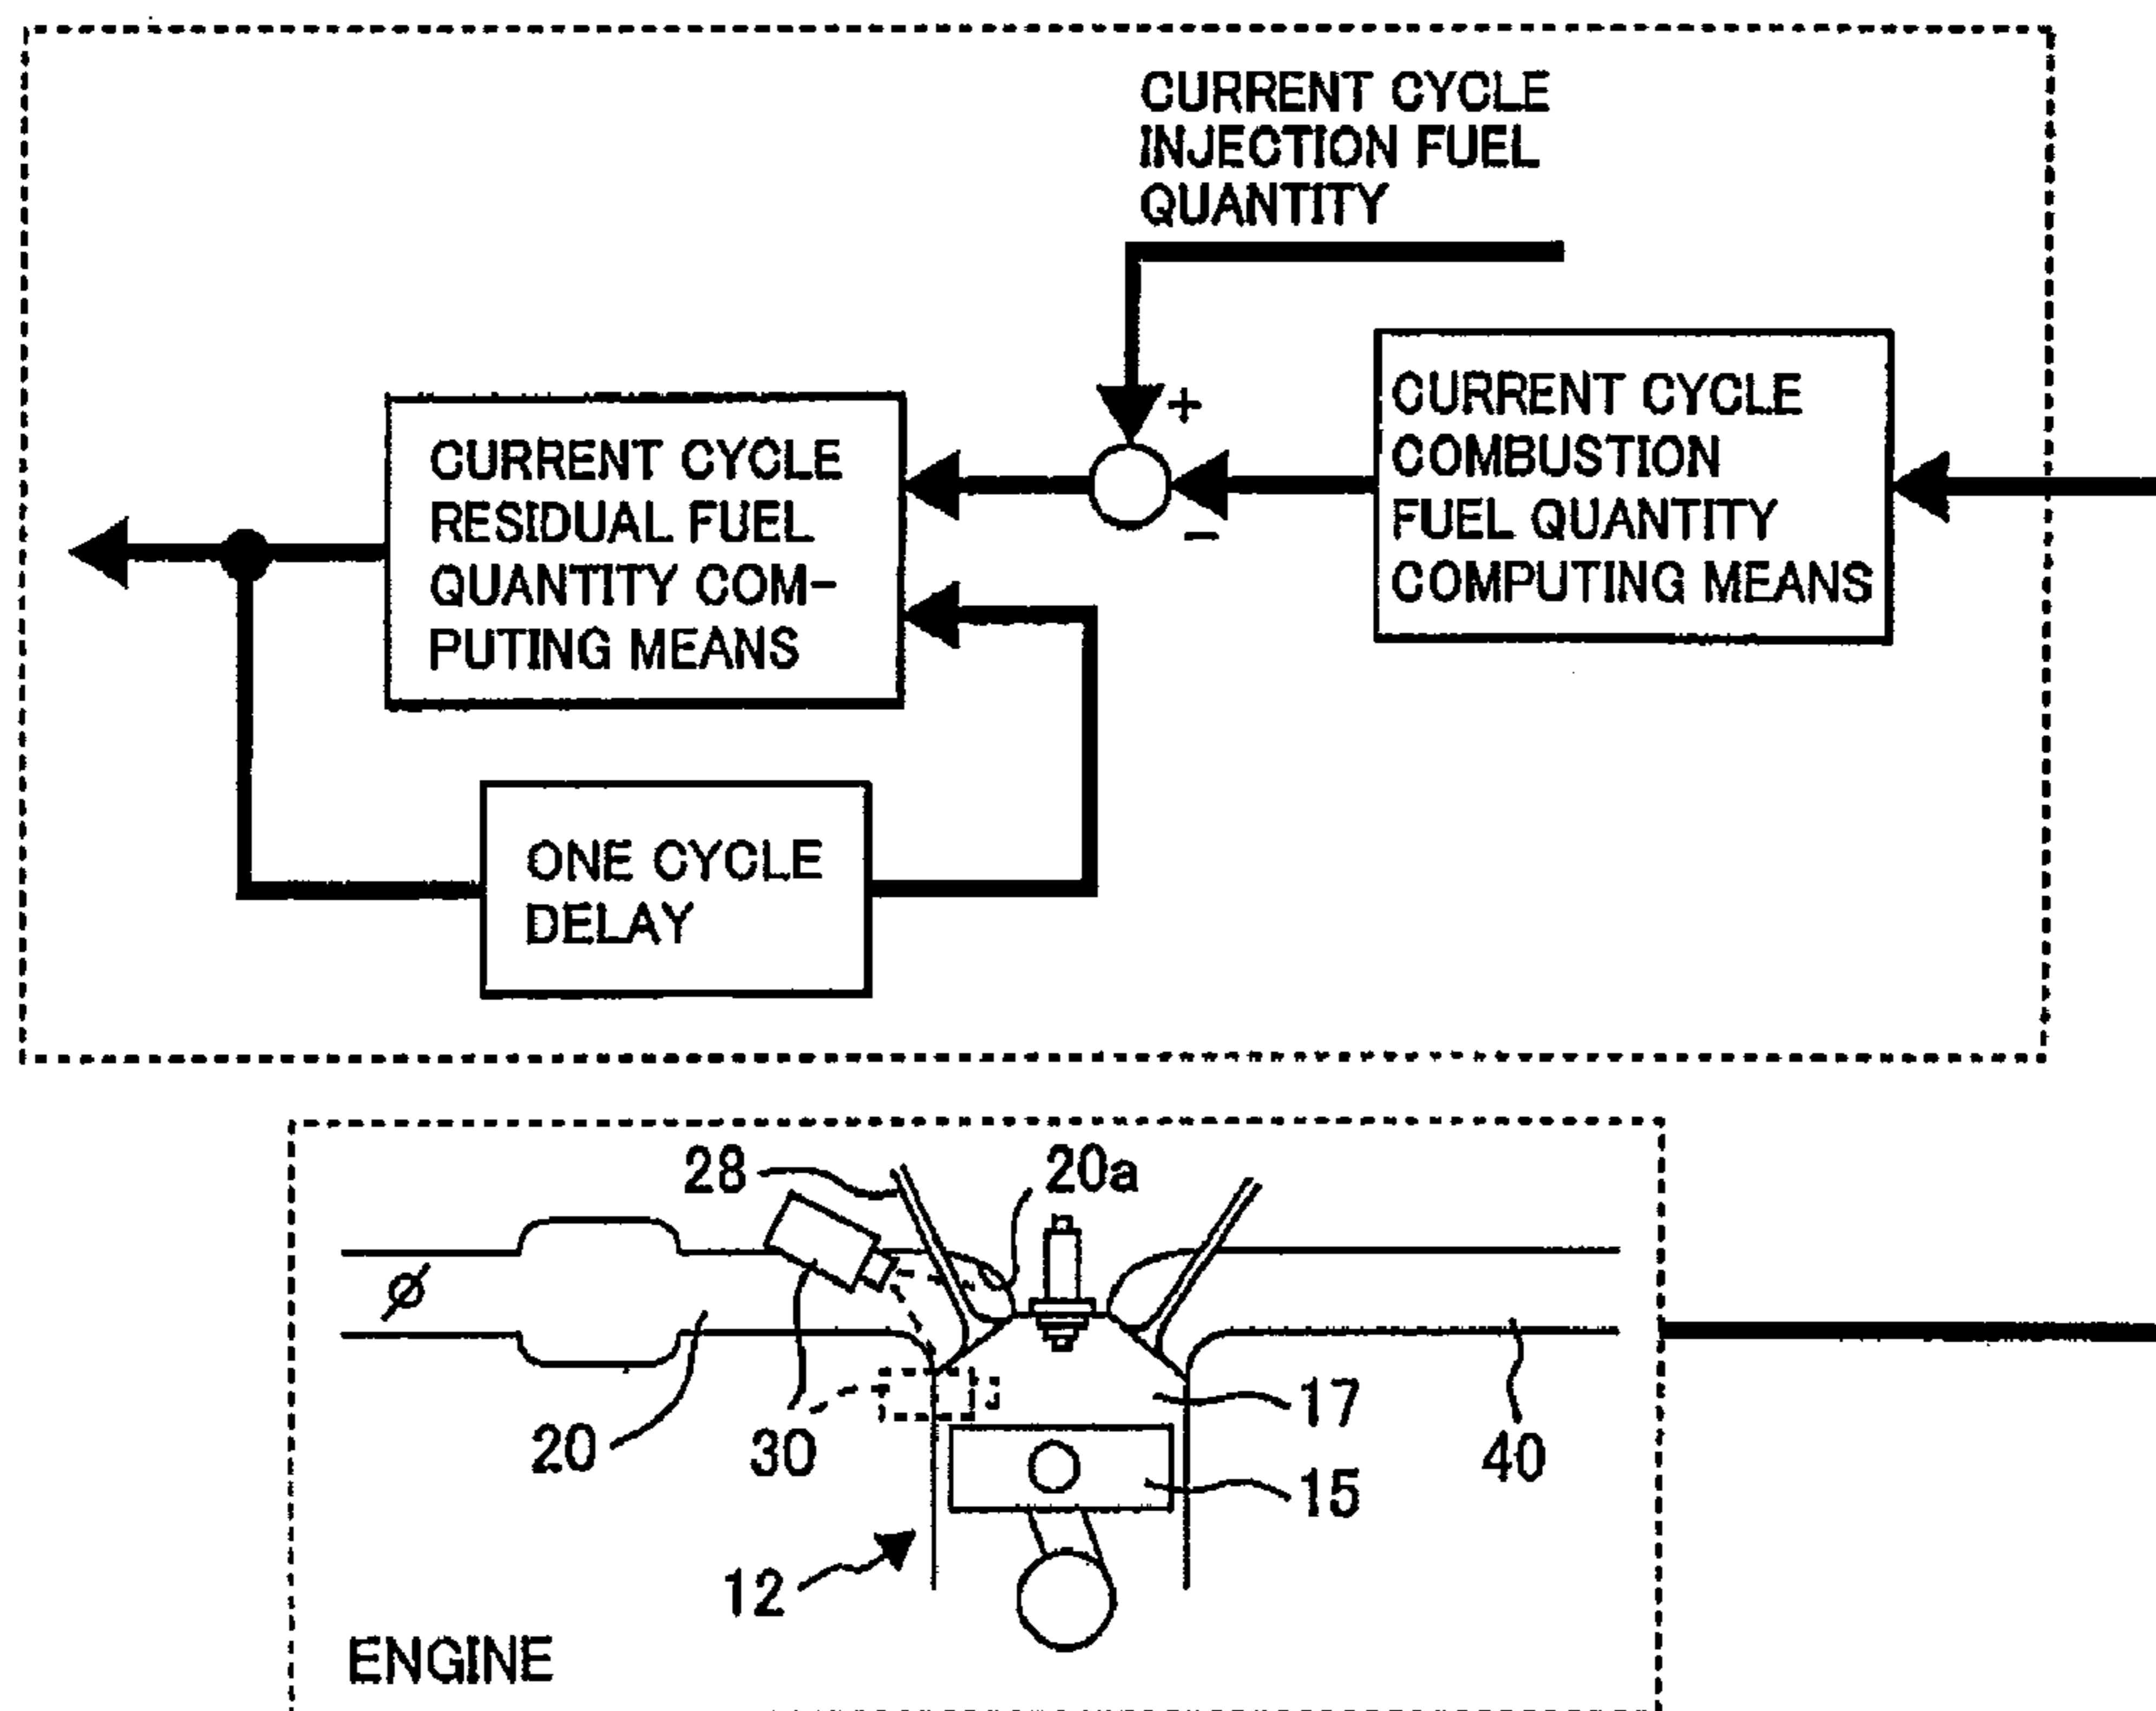 CURRENT CYCLE
INJECTION FUEL
QUANTITY
+
−
CURRENT CYCLE
COMBUSTION
FUEL QUANTITY
COMPUTING MEANS
CURRENT CYCLE
RESIDUAL FUEL
QUANTITY COM-
PUTING MEANS
ONE CYCLE
DELAY
28
20a
20
30
17
15
40
12
ENGINE